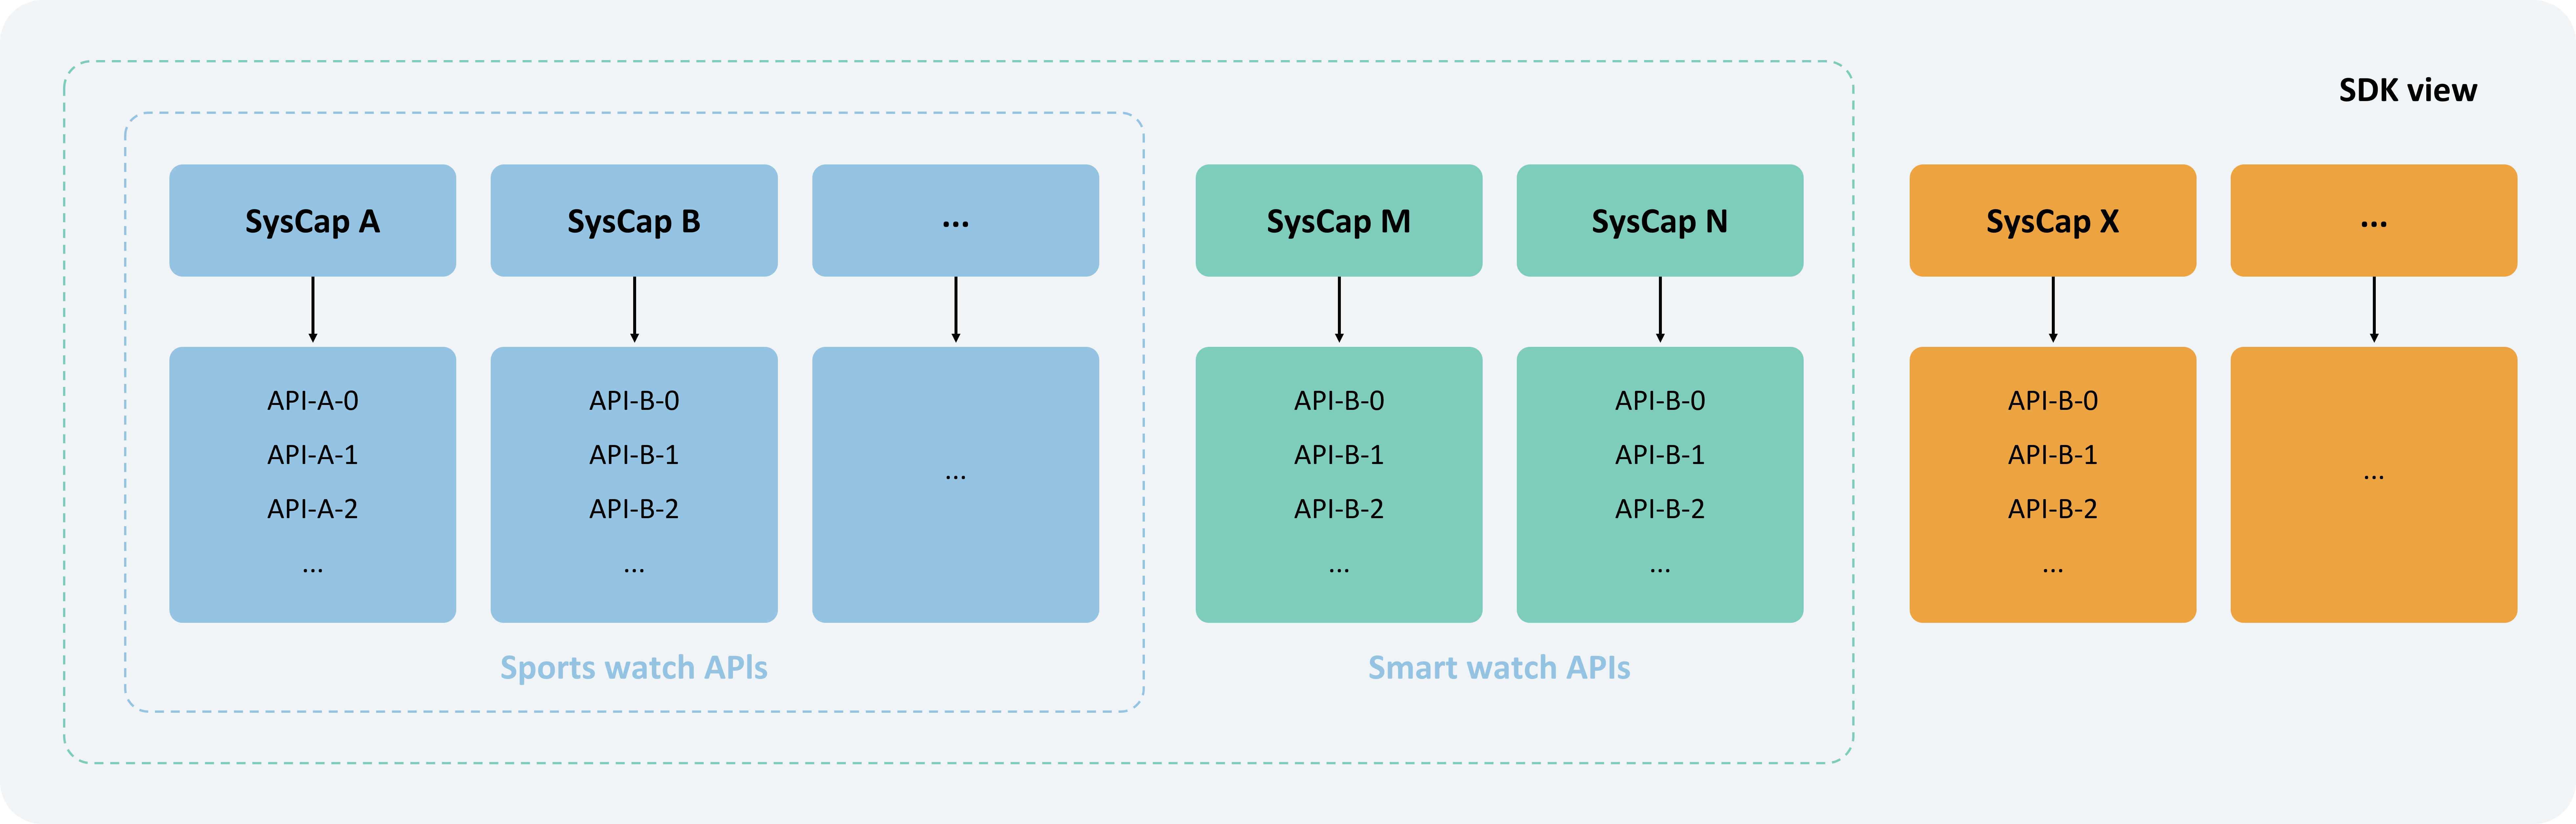 SDK view
SysCap A
SysCap B
...
SysCap M
SysCap N
SysCap X
...
API-A-0
API-A-1
API-A-2
...
API-B-0
API-B-1
API-B-2
...
...
API-B-0
API-B-1
API-B-2
...
API-B-0
API-B-1
API-B-2
...
API-B-0
API-B-1
API-B-2
...
...
Sports watch APIs
Smart watch APIs